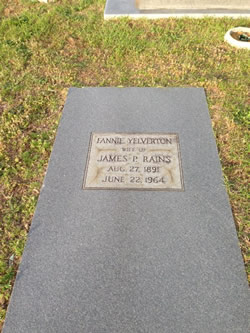 FANNIE YELVERTON
WIFE OF
JAMES P. RAINS
AUG. 27, 1891
JUNE 22, 1964